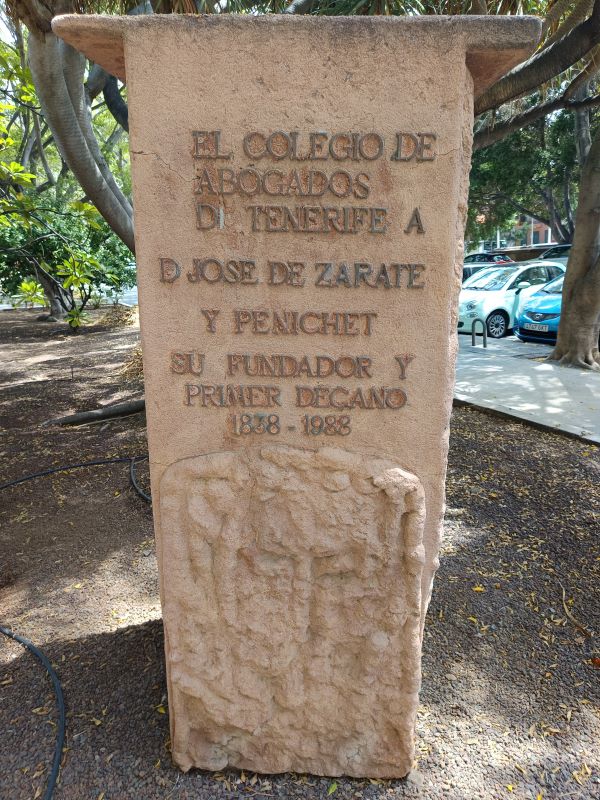 EL COLEGIO DE
ABOGADOS
DE TENERIFE A
D JOSE DE ZARATE
Y PENICHET
SU FUNDADOR Y
PRIMER DECANO
1838 - 1988